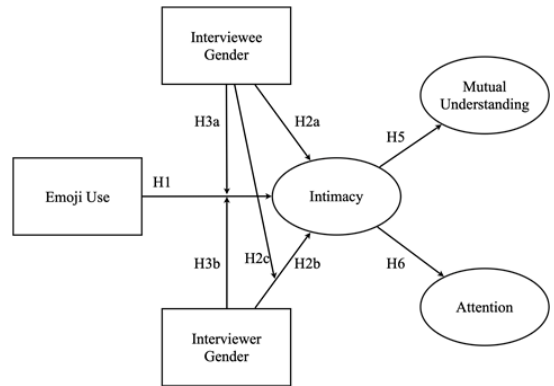 Interviewee
Gender
Mutual
Understanding
H3a
H2a
H5
H1
Emoji Use
Intimacy
H3b
H2c
H2b
H6
Attention
Interviewer
Gender